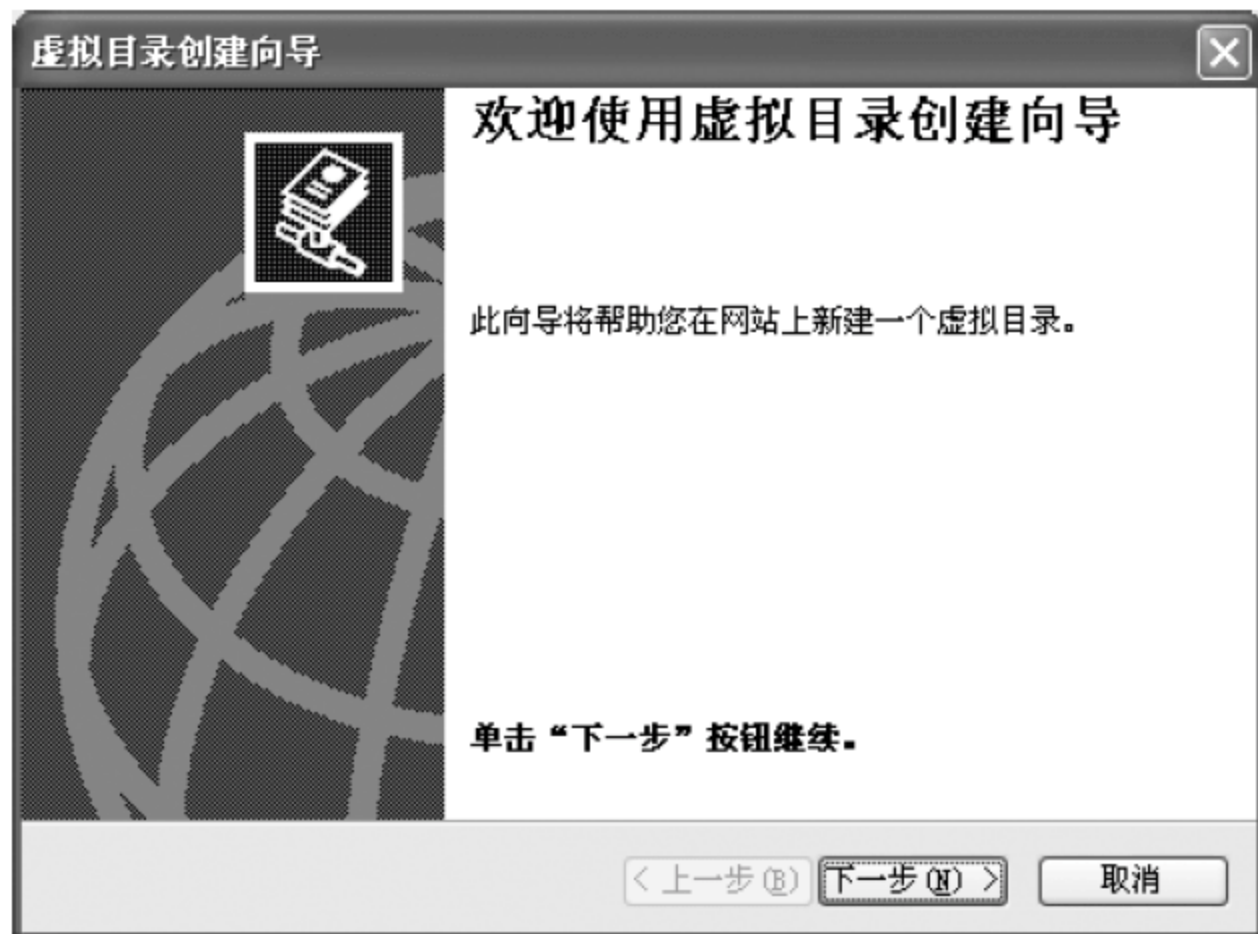 虚拟目录创建向导
欢迎使用虚拟目录创建向导
此向导将帮助您在网站上新建一个虚拟目录。
单击“下一步”按钮继续。
< 上一步(B) 下一步(N) > 取消